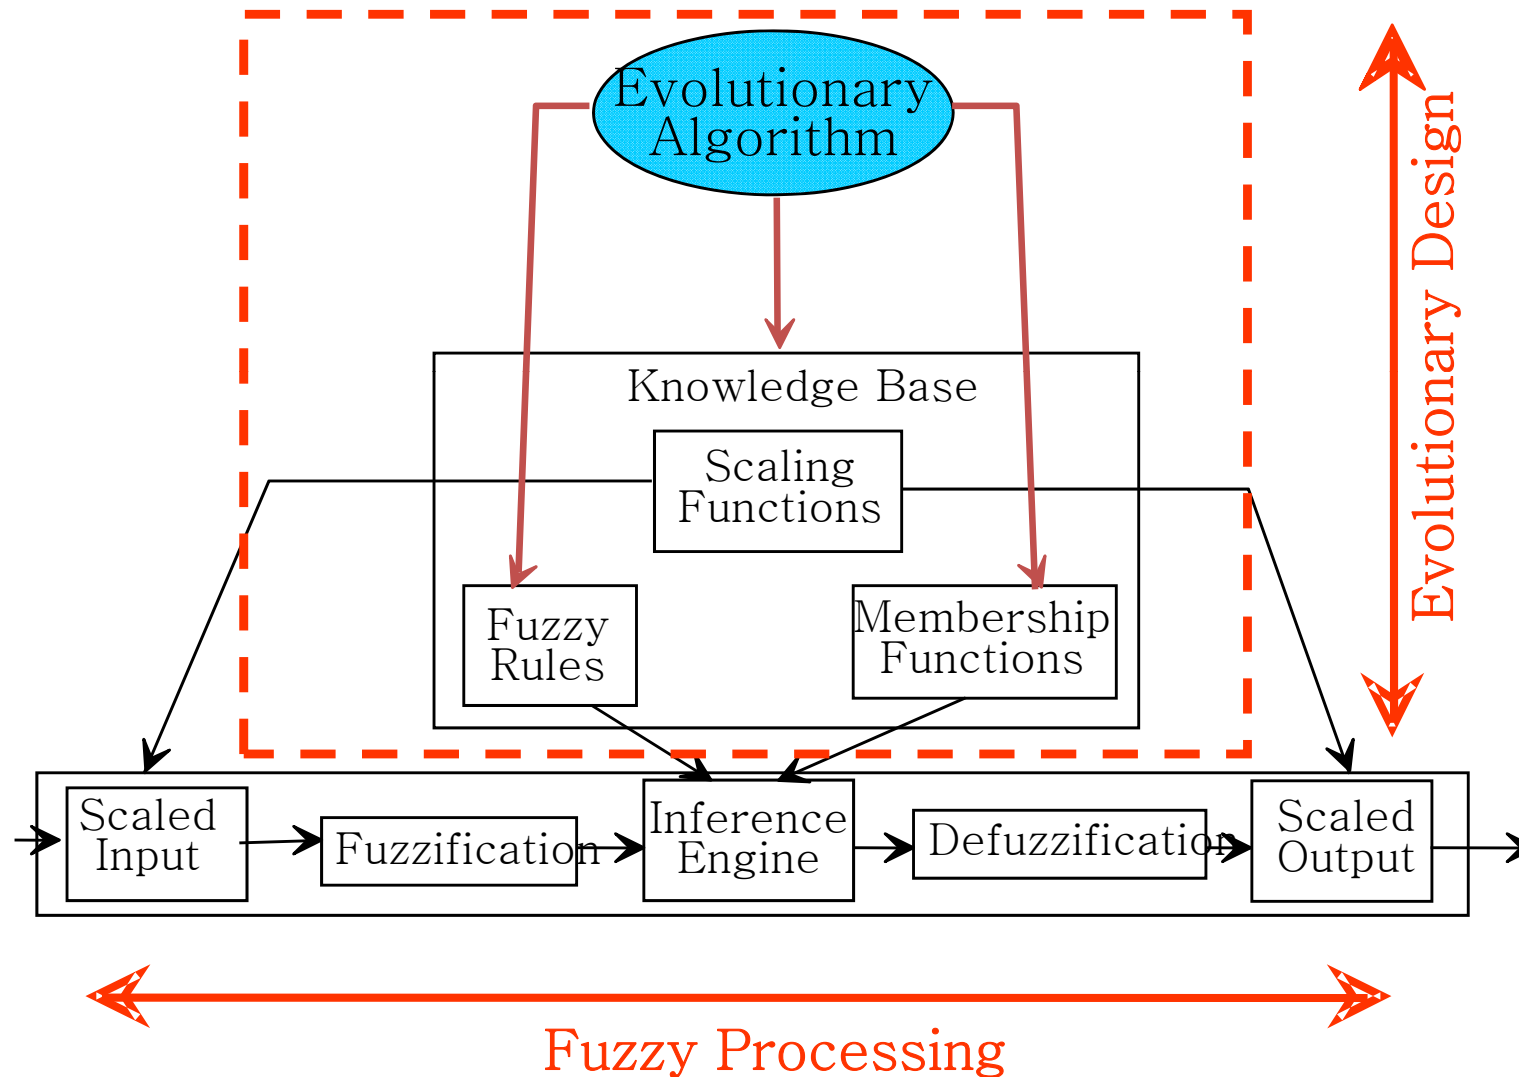 Evolutionary
Algorithm
Evolutionary Design
Knowledge Base
Scaling
Functions
Fuzzy
Rules
Membership
Functions
Scaled
Input
Fuzzification
Inference
Engine
Defuzzification
Scaled
Output
Fuzzy Processing